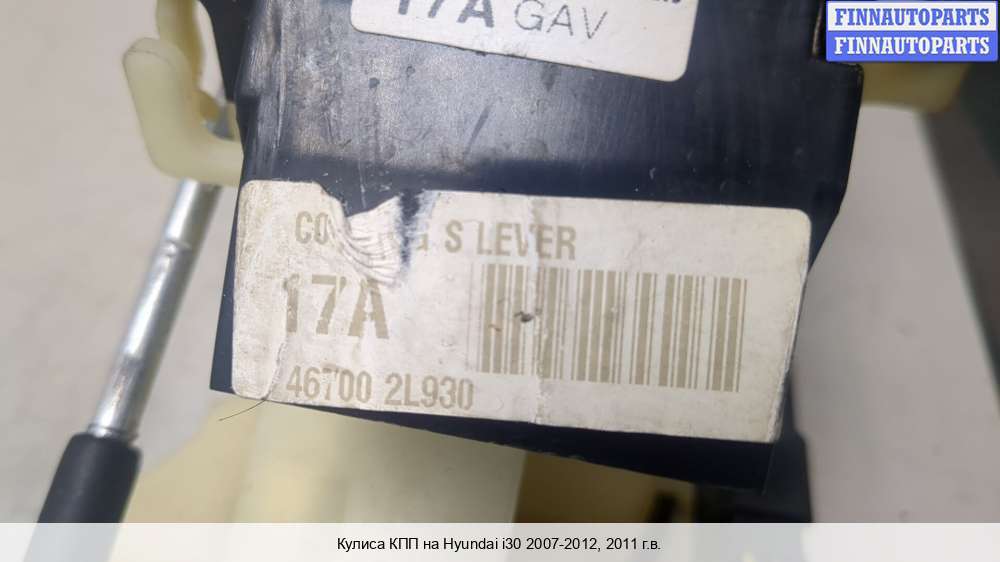 17A GAV
FINNAUTOPARTS
FINNAUTOPARTS
S LEVER
17A
46700 2L930
Кулиса КПП на Hyundai i30 2007-2012, 2011 г.в.